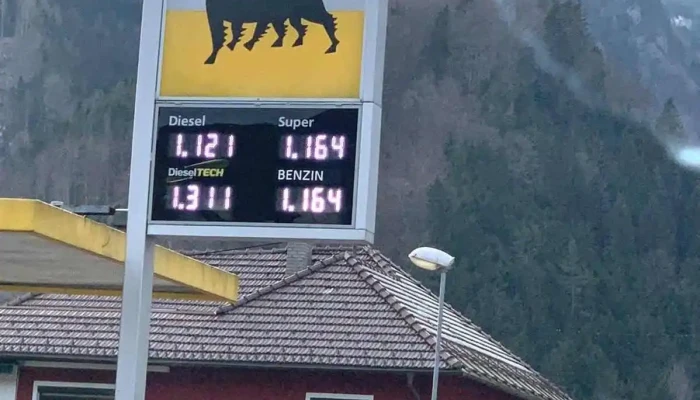 Diesel Super
1.121 1.164
DieselTECH BENZIN
1.311 1.164